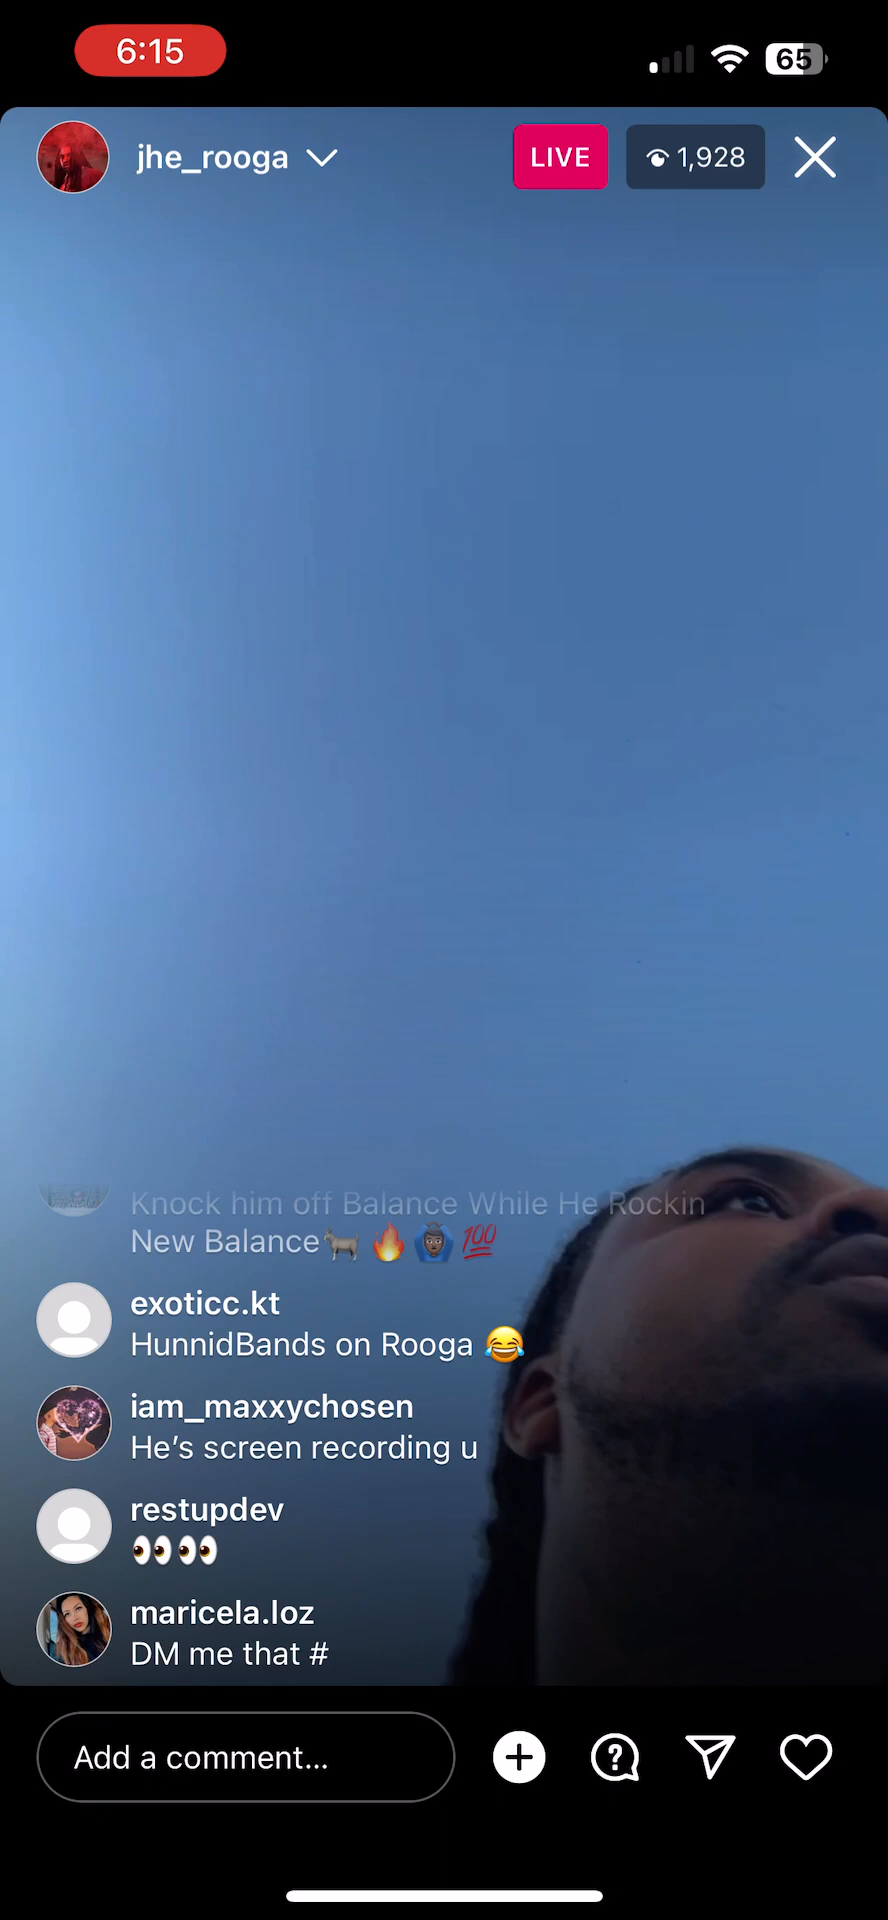 6:15
65
jhe_rooga
LIVE
1,928
Knock him off Balance While He Rockin
New Balance🐐🔥🙆🏿‍♂️💯
exoticc.kt
HunnidBands on Rooga 😂
iam_maxxychosen
He's screen recording u
restupdev
👀👀
maricela.loz
DM me that #
Add a comment...